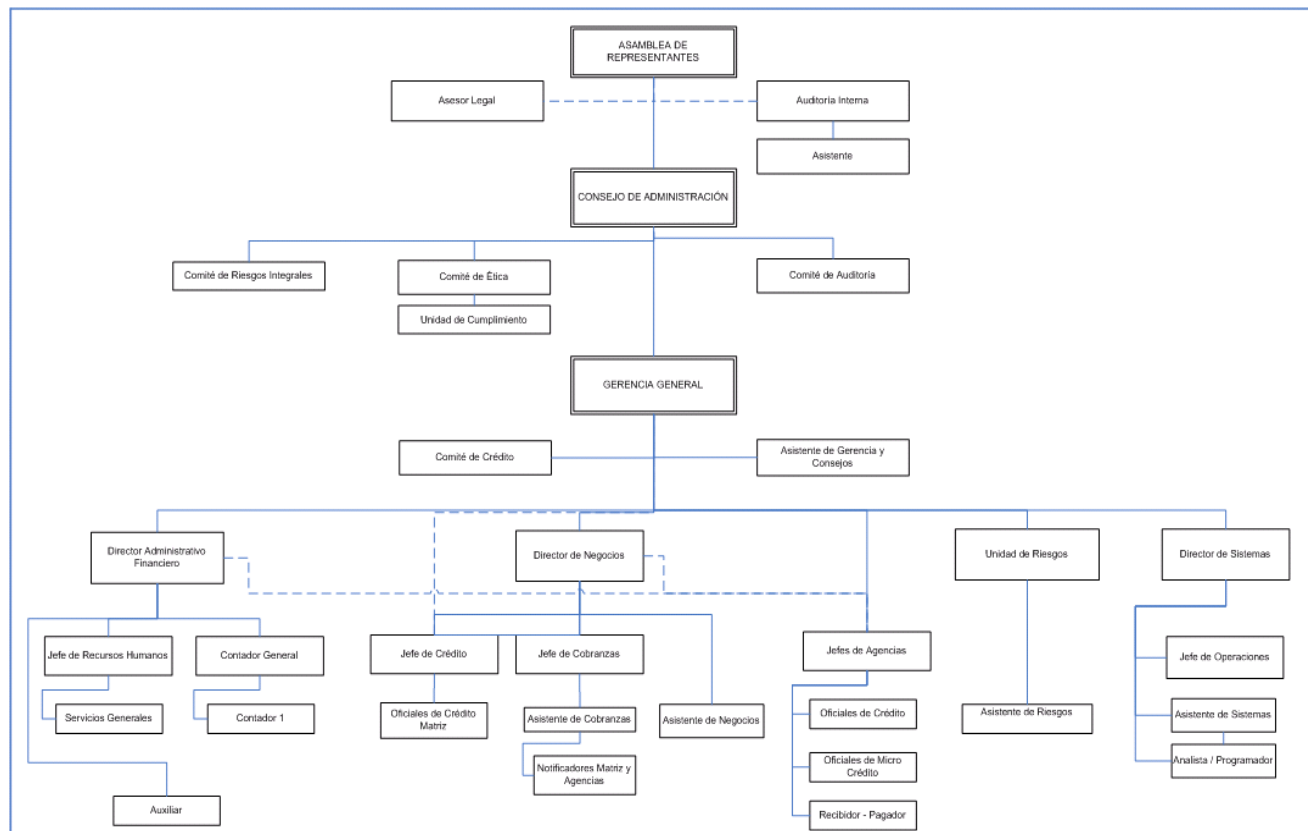 ASAMBLEA DE
REPRESENTANTES
Asesor Legal
Auditoría Interna
Asistente
CONSEJO DE ADMINISTRACIÓN
Comité de Riesgos Integrales
Comité de Ética
Comité de Auditoría
Unidad de Cumplimiento
GERENCIA GENERAL
Comité de Crédito
Asistente de Gerencia y
Consejos
Director Administrativo
Financiero
Director de Negocios
Unidad de Riesgos
Director de Sistemas
Jefe de Recursos Humanos
Contador General
Jefe de Crédito
Jefe de Cobranzas
Jefes de Agencias
Jefe de Operaciones
Servicios Generales
Contador 1
Oficiales de Crédito
Matriz
Asistente de Cobranzas
Asistente de Negocios
Oficiales de Crédito
Asistente de Riesgos
Asistente de Sistemas
Notificadores Matriz y
Agencias
Oficiales de Micro
Crédito
Analista / Programador
Auxiliar
Recibidor - Pagador